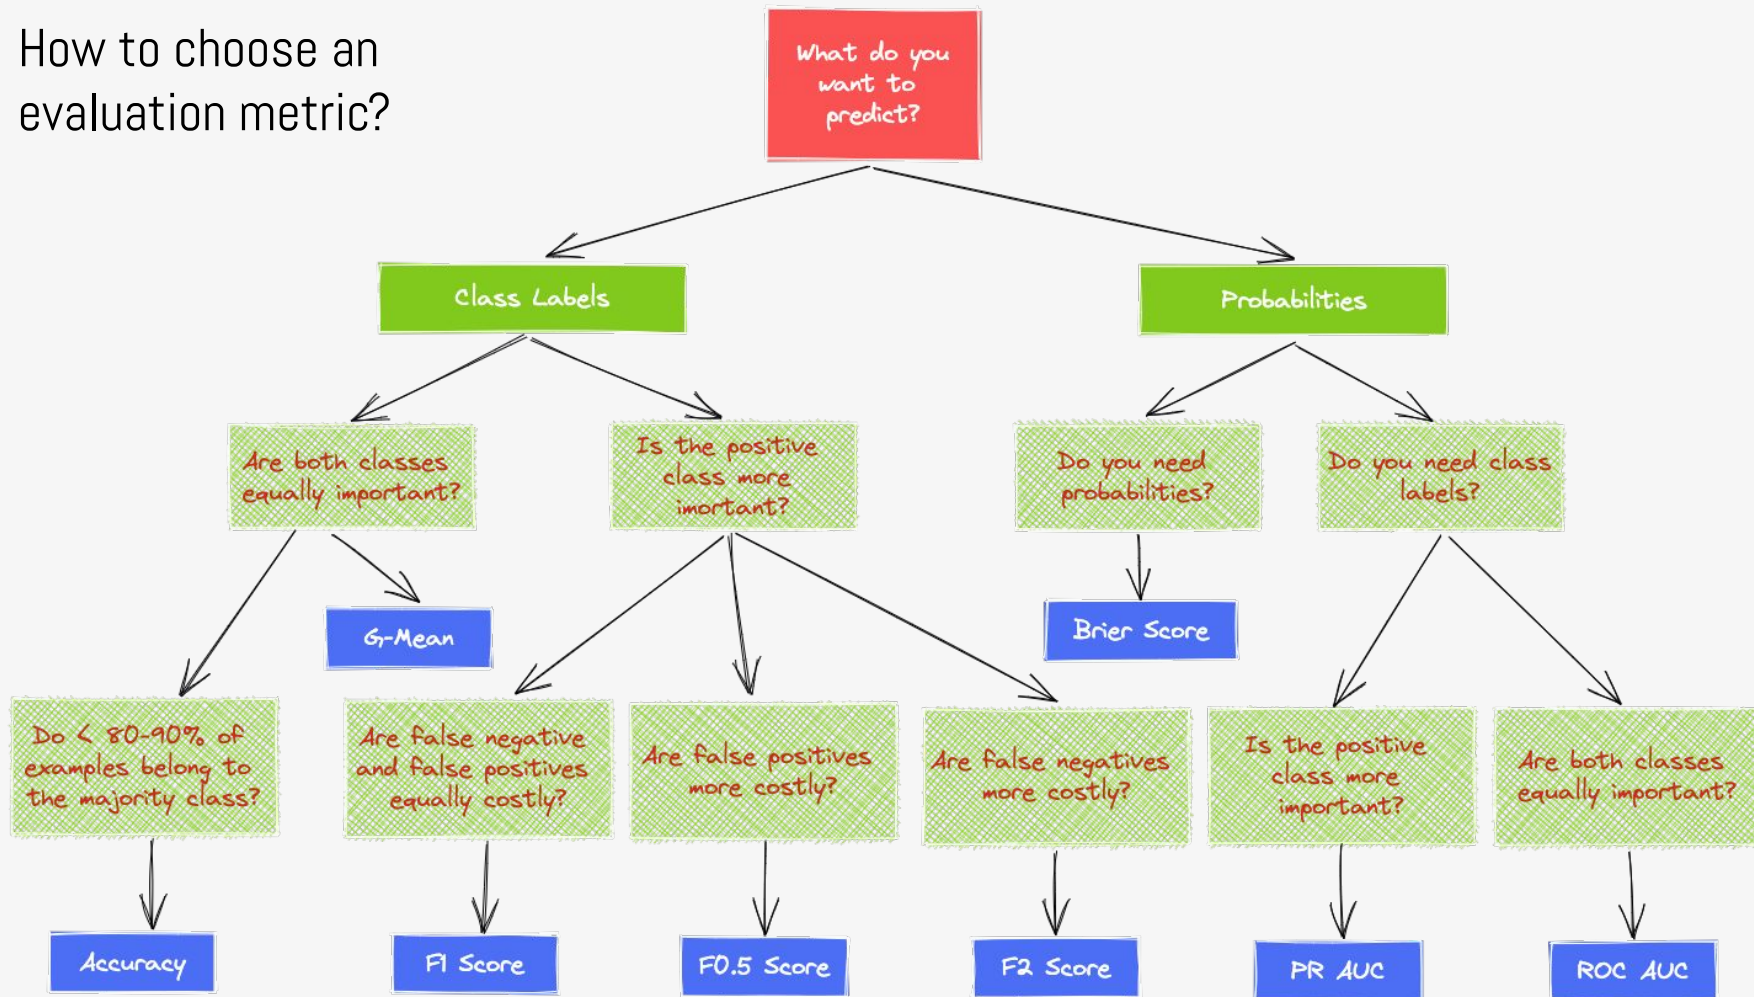 How to choose an
evaluation metric?
What do you
want to
predict?
Class Labels
Probabilities
Are both classes
equally important?
Is the positive
class more
imortant?
Do you need
probabilities?
Do you need class
labels?
G-Mean
Brier Score
Do < 80-90% of
examples belong to
the majority class?
Are false negative
and false positives
equally costly?
Are false positives
more costly?
Are false negatives
more costly?
Is the positive
class more
important?
Are both classes
equally important?
Accuracy
F1 Score
F0.5 Score
F2 Score
PR AUC
ROC AUC